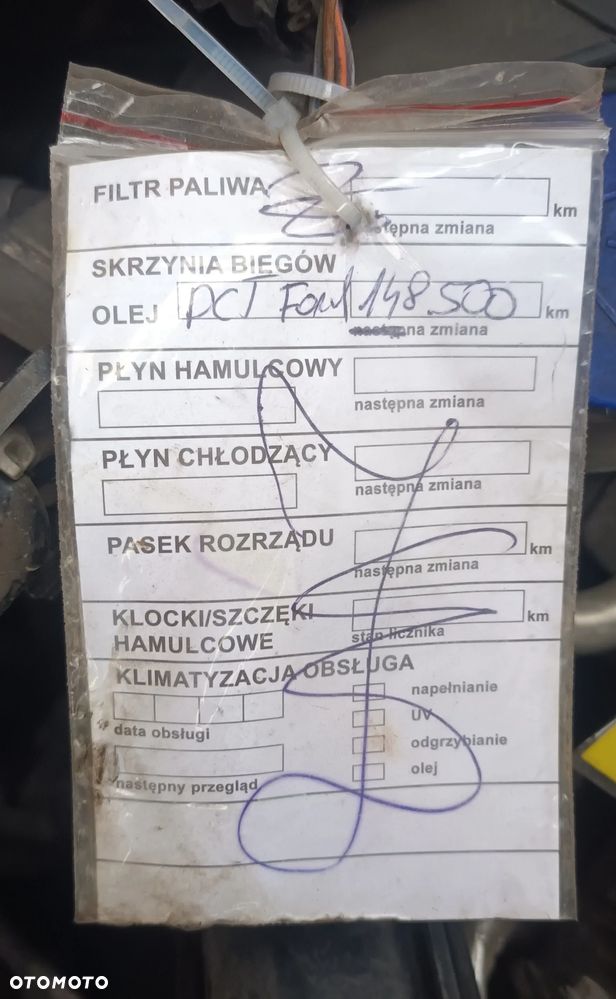 FILTR PALIWA
km
następna zmiana
SKRZYNIA BIEGÓW
OLEJ DCT Ford 148.500 km
następna zmiana
PŁYN HAMULCOWY
następna zmiana
PŁYN CHŁODZĄCY
następna zmiana
PASEK ROZRZĄDU
km
następna zmiana
KLOCKI/SZCZĘKI
HAMULCOWE
km
stan licznika
KLIMATYZACJA OBSŁUGA
napełnianie
UV
data obsługi
odgrzybianie
olej
następny przegląd
OTOMOTO